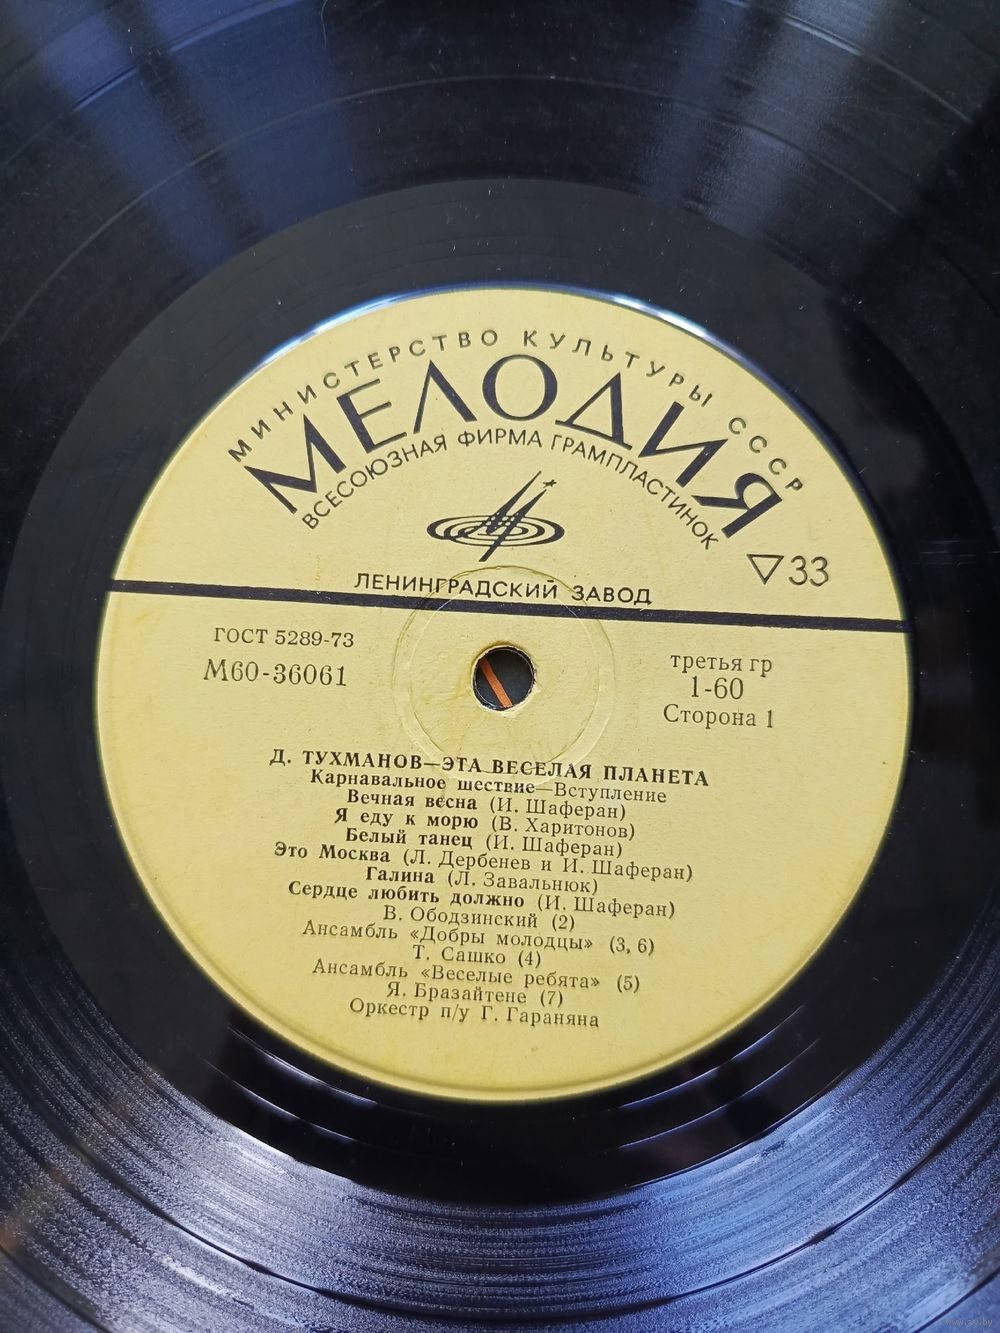 МИНИСТЕРСТВО КУЛЬТУРЫ СССР
МЕЛОДИЯ
ВСЕСОЮЗНАЯ ФИРМА ГРАМПЛАСТИНОК
▽33
ЛЕНИНГРАДСКИЙ ЗАВОД
ГОСТ 5289-73
М60-36061
третья гр
1-60
Сторона 1
Д. ТУХМАНОВ—ЭТА ВЕСЕЛАЯ ПЛАНЕТА
Карнавальное шествие—Вступление
Вечная весна (И. Шаферан)
Я еду к морю (В. Харитонов)
Белый танец (И. Шаферан)
Это Москва (Л. Дербенев и И. Шаферан)
Галина (Л. Завальнюк)
Сердце любить должно (И. Шаферан)
В. Ободзинский (2)
Ансамбль «Добры молодцы» (3, 6)
Т. Сашко (4)
Ансамбль «Веселые ребята» (5)
Я. Бразайтене (7)
Оркестр п/у Г. Гараняна
www.ay.by